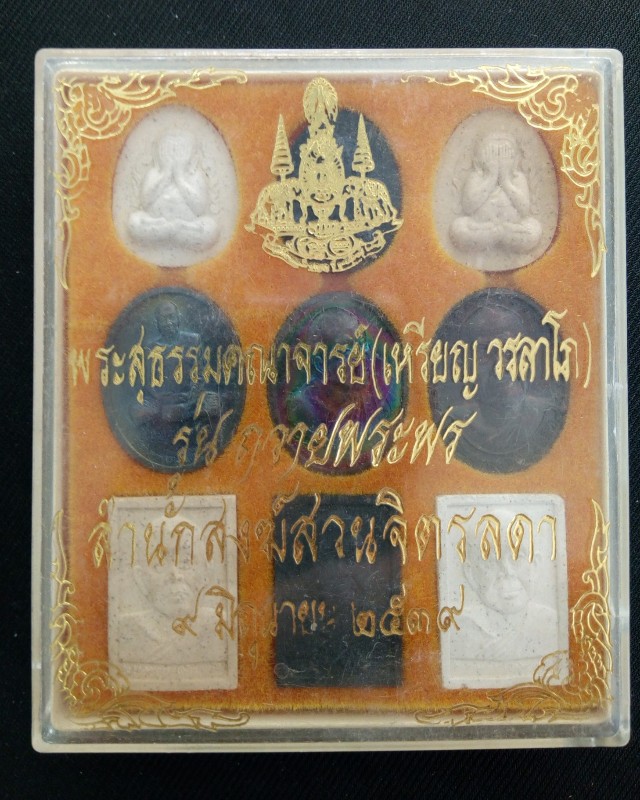 พระสุธรรมคณาจารย์(เหรียญ วรลาโภ)
รุ่น ถวายพระพร
สำนักสงฆ์สวนจิตรลดา
๙ มิถุนายน ๒๕๓๙